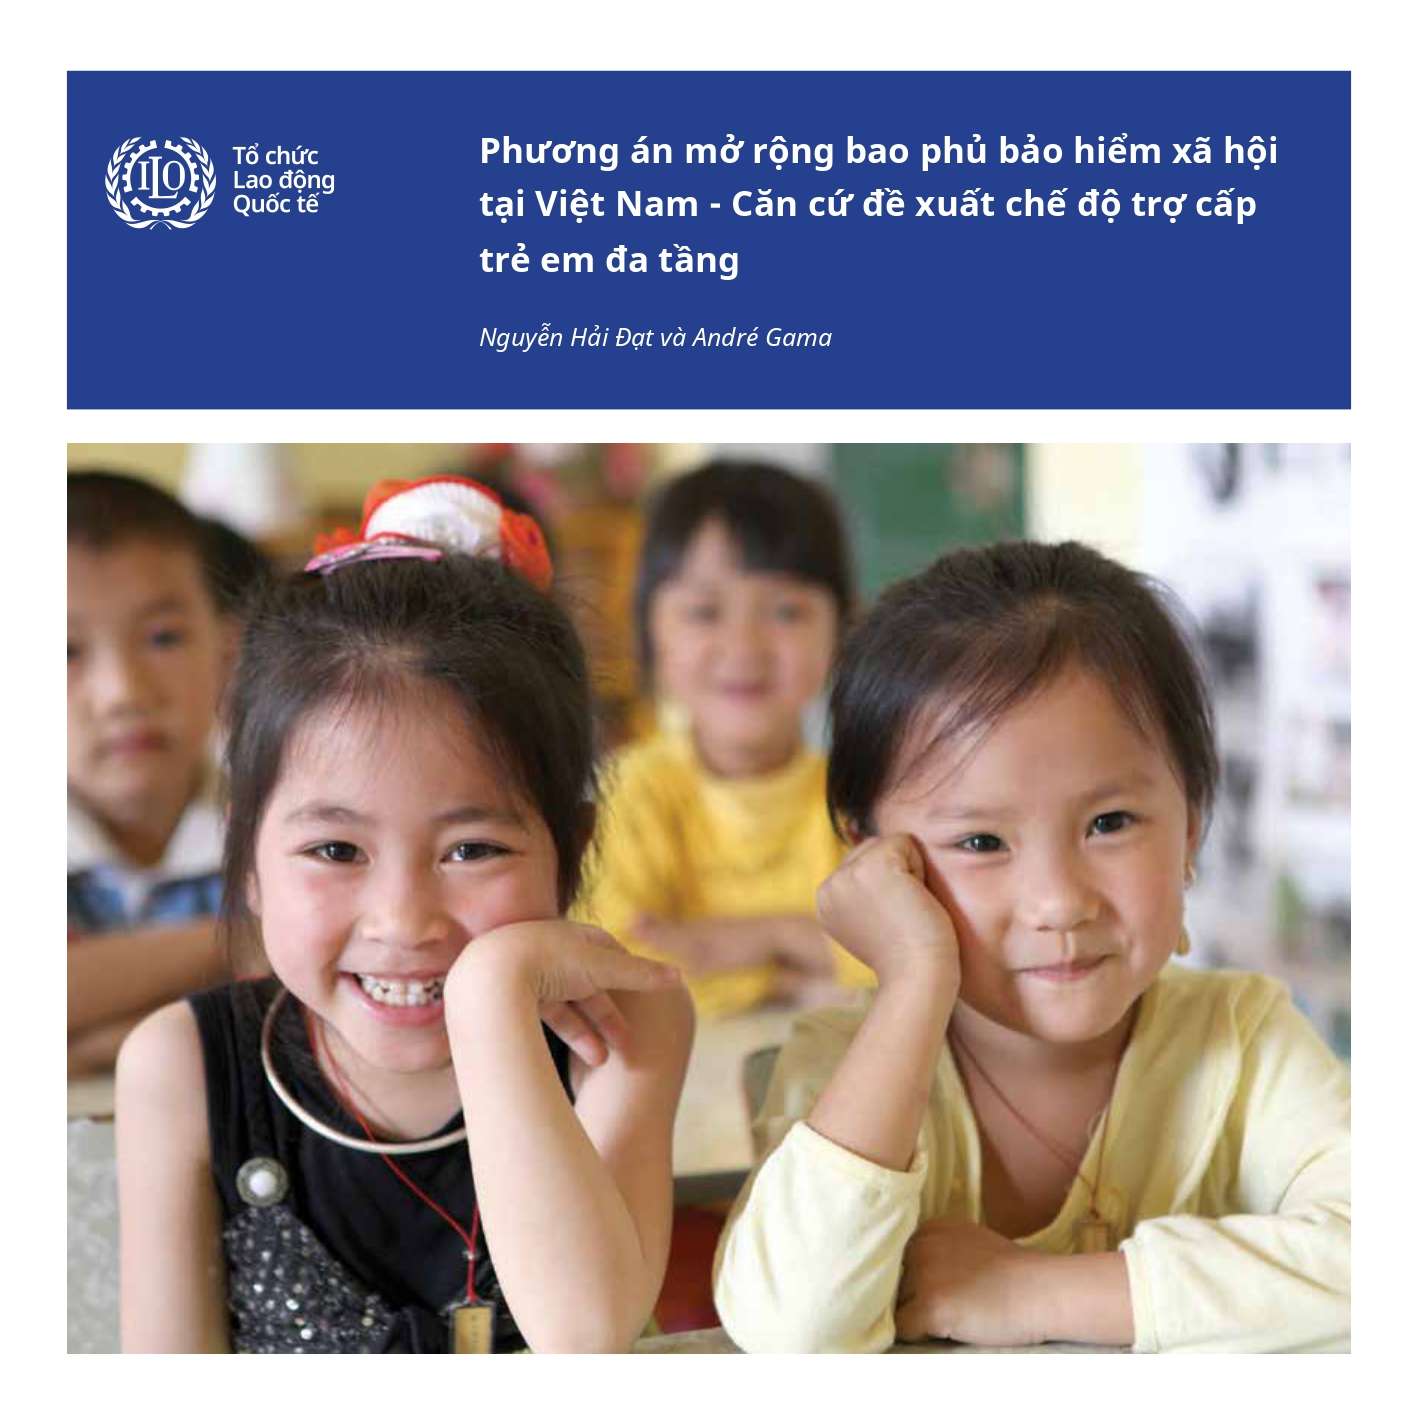 ILO
Tổ chức
Lao động
Quốc tế
Phương án mở rộng bao phủ bảo hiểm xã hội
tại Việt Nam - Căn cứ đề xuất chế độ trợ cấp
trẻ em đa tầng
Nguyễn Hải Đạt và André Gama